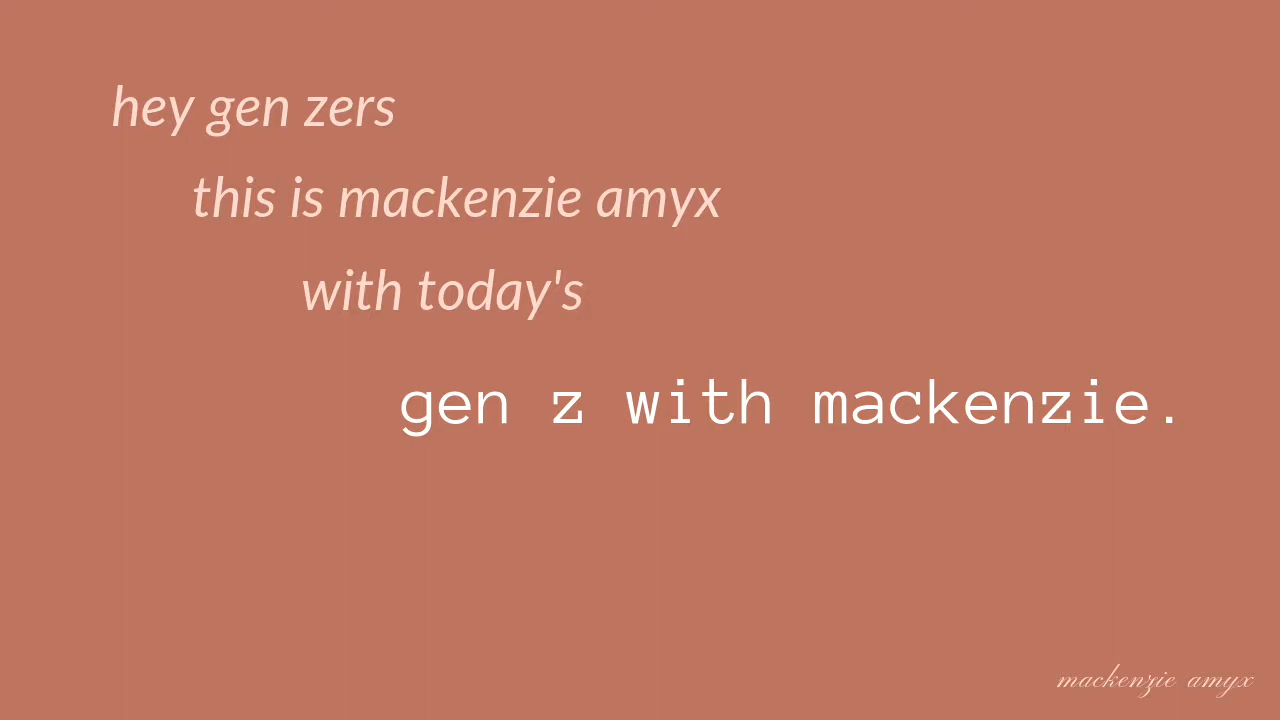 hey gen zers
this is mackenzie amyx
with today's
gen z with mackenzie.
mackenzie amyx